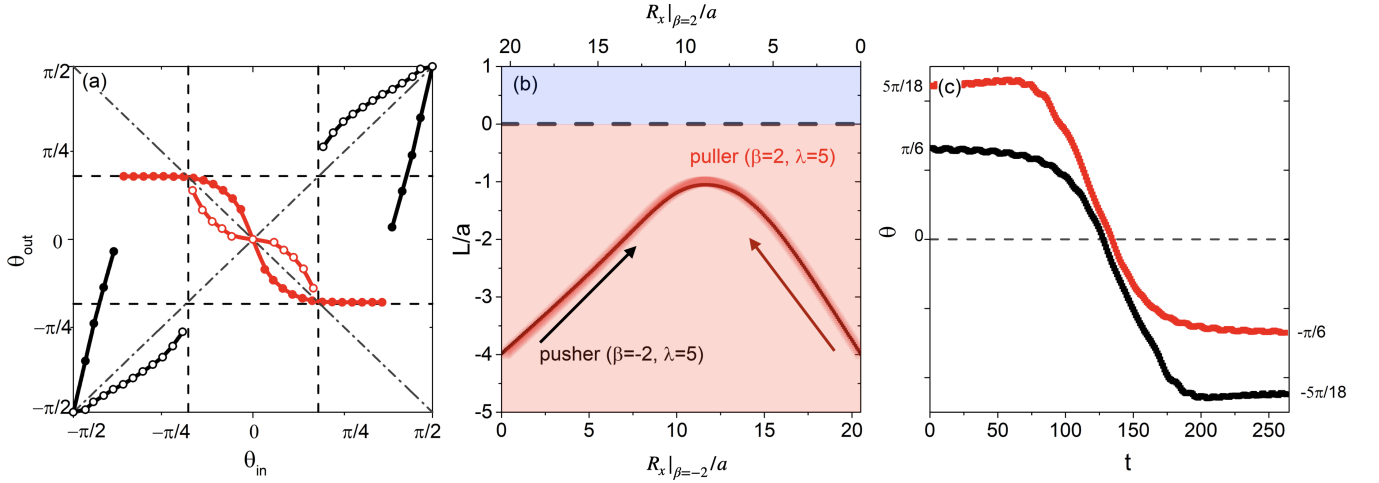 (a)
π/2
π/4
0
−π/4
−π/2
θout
−π/2
−π/4
0
π/4
π/2
θin
Rx|β=2/a
20
15
10
5
0
(b)
1
0
-1
-2
-3
-4
-5
L/a
puller (β=2, λ=5)
pusher (β=-2, λ=5)
0
5
10
15
20
Rx|β=−2/a
(c)
5π/18
π/6
0
θ
-π/6
-5π/18
0
50
100
150
200
250
t